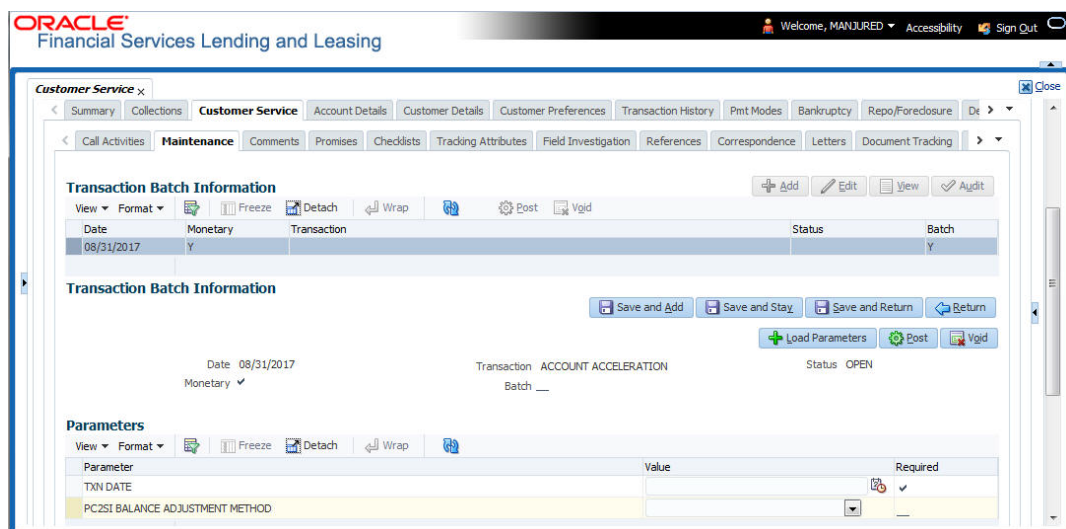 ORACLE
Financial Services Lending and Leasing
Welcome, MANJURED Accessibility Sign Out
Customer Service x Close
Summary Collections Customer Service Account Details Customer Details Customer Preferences Transaction History Pmt Modes Bankruptcy Repo/Foreclosure De
Call Activities Maintenance Comments Promises Checklists Tracking Attributes Field Investigation References Correspondence Letters Document Tracking
Transaction Batch Information Add Edit View Audit
View Format Freeze Detach Wrap Post Void
Date Monetary Transaction Status Batch
08/31/2017 Y Y
Transaction Batch Information
Save and Add Save and Stay Save and Return Return
Load Parameters Post Void
Date 08/31/2017 Transaction ACCOUNT ACCELERATION Status OPEN
Monetary Batch
Parameters
View Format Freeze Detach Wrap
Parameter Value Required
TXN DATE
PC2SI BALANCE ADJUSTMENT METHOD